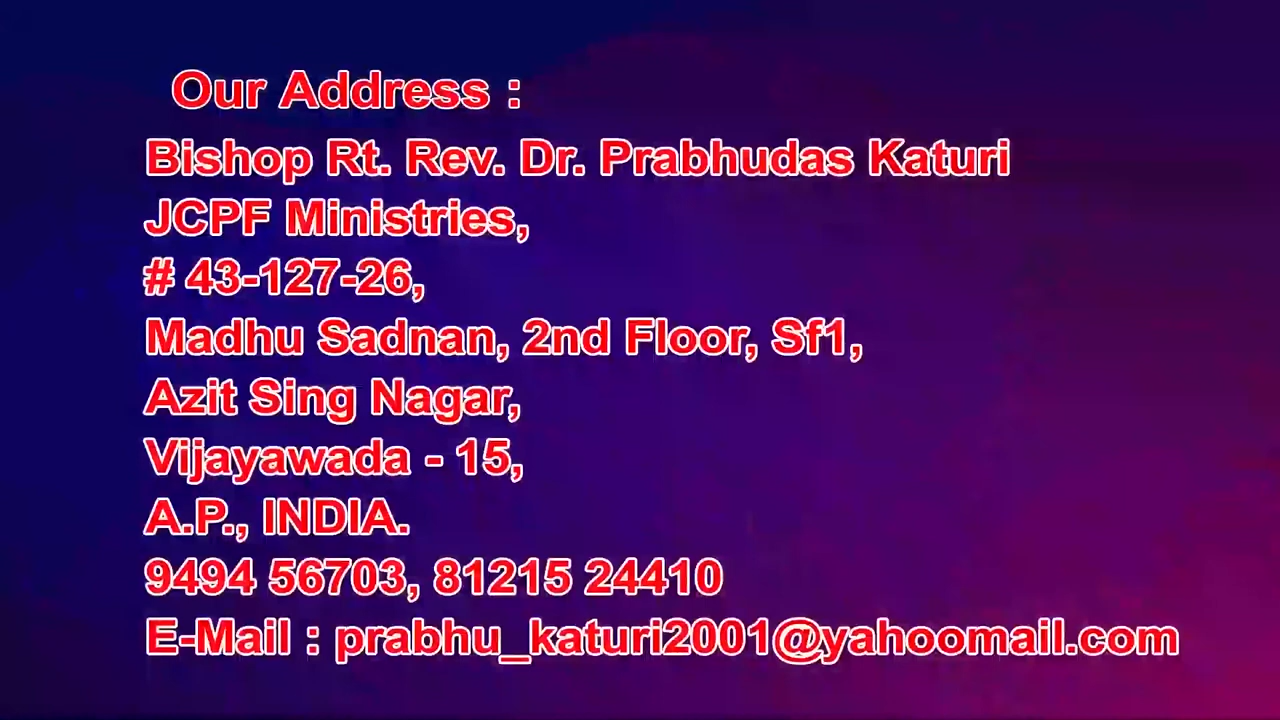 Our Address :
Bishop Rt. Rev. Dr. Prabhudas Katuri
JCPF Ministries,
# 43-127-26,
Madhu Sadnan, 2nd Floor, Sf1,
Azit Sing Nagar,
Vijayawada - 15,
A.P., INDIA.
9494 56703, 81215 24410
E-Mail : prabhu_katuri2001@yahoomail.com